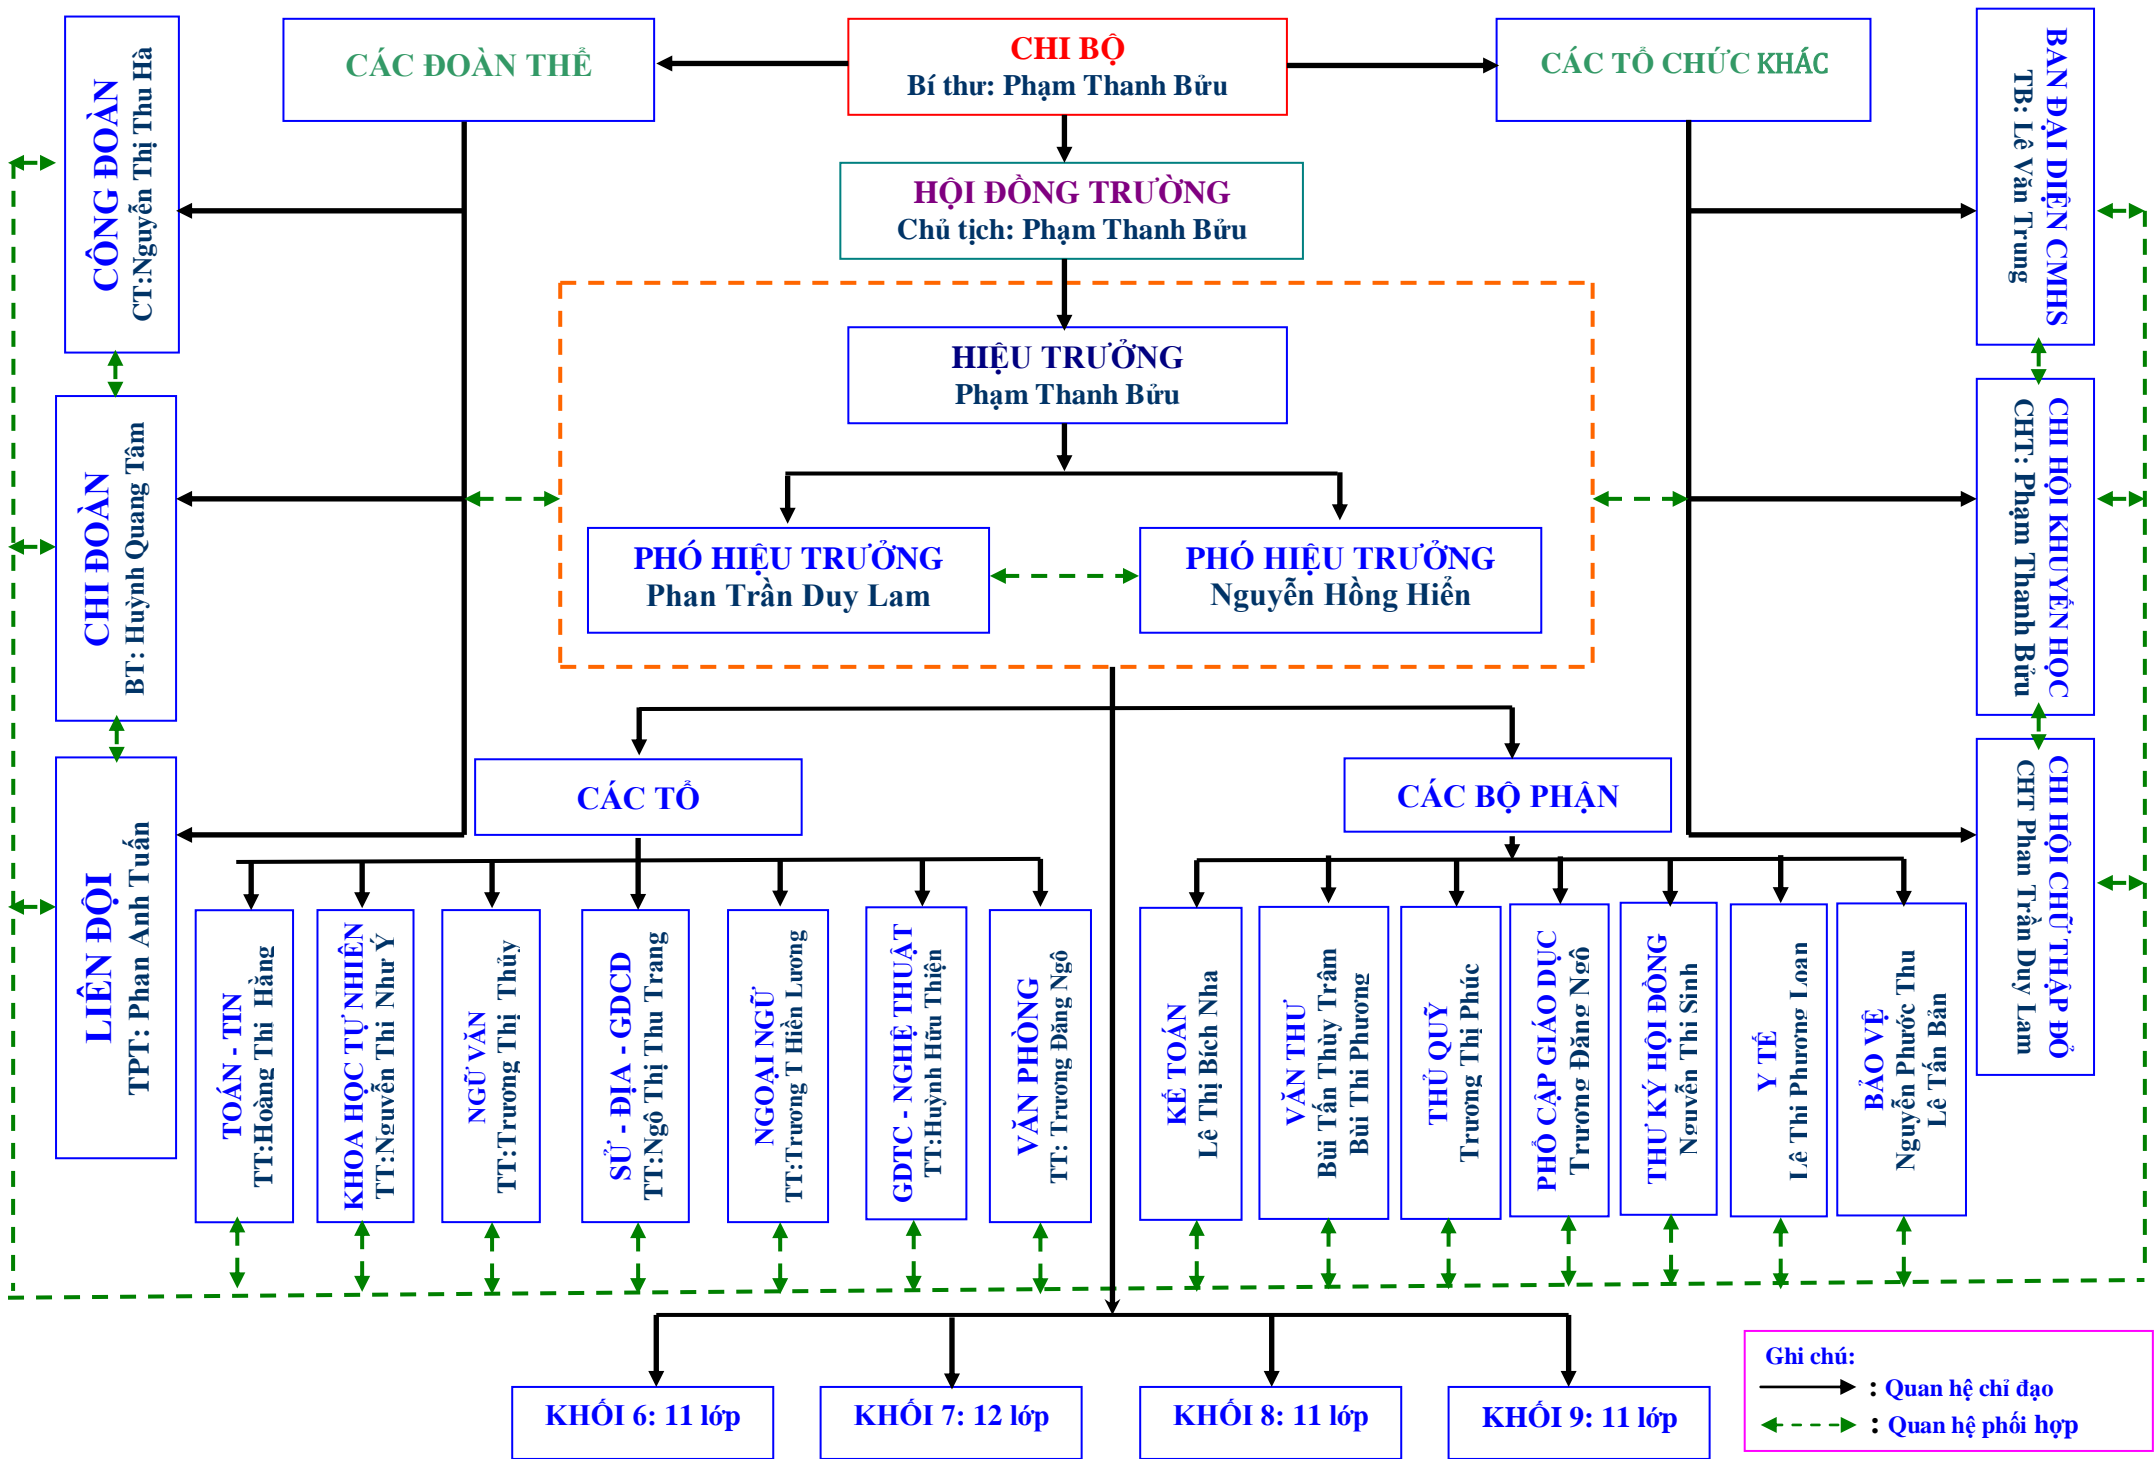 CÁC ĐOÀN THỂ
CHI BỘ
Bí thư: Phạm Thanh Bửu
CÁC TỔ CHỨC KHÁC
HỘI ĐỒNG TRƯỜNG
Chủ tịch: Phạm Thanh Bửu
HIỆU TRƯỞNG
Phạm Thanh Bửu
PHÓ HIỆU TRƯỞNG
Phan Trần Duy Lam
PHÓ HIỆU TRƯỞNG
Nguyễn Hồng Hiển
CÔNG ĐOÀN
CT:Nguyễn Thị Thu Hà
CHI ĐOÀN
BT: Huỳnh Quang Tâm
LIÊN ĐỘI
TPT: Phan Anh Tuấn
BAN ĐẠI DIỆN CMHS
TB: Lê Văn Trung
CHI HỘI KHUYẾN HỌC
CHT: Phạm Thanh Bửu
CHI HỘI CHỮ THẬP ĐỎ
CHT Phan Trần Duy Lam
CÁC TỔ
CÁC BỘ PHẬN
TOÁN - TIN
TT:Hoàng Thi Hằng
KHOA HỌC TỰ NHIÊN
TT:Nguyễn Thi Như Ý
NGỮ VĂN
TT:Trương Thị Thủy
SỬ - ĐỊA - GDCD
TT:Ngô Thị Thu Trang
NGOẠI NGỮ
TT:Trương T Hiền Lương
GDTC - NGHỆ THUẬT
TT:Huỳnh Hữu Thiện
VĂN PHÒNG
TT: Trương Đăng Ngô
KẾ TOÁN
Lê Thị Bích Nha
VĂN THƯ
Bùi Tấn Thùy Trâm
Bùi Thi Phương
THỦ QUỸ
Trương Thị Phúc
PHỔ CẬP GIÁO DỤC
Trương Đăng Ngô
THƯ KÝ HỘI ĐỒNG
Nguyễn Thi Sinh
Y TẾ
Lê Thi Phương Loan
BẢO VỆ
Nguyễn Phước Thu
Lê Tấn Bản
KHỐI 6: 11 lớp
KHỐI 7: 12 lớp
KHỐI 8: 11 lớp
KHỐI 9: 11 lớp
Ghi chú:
: Quan hệ chỉ đạo
: Quan hệ phối hợp